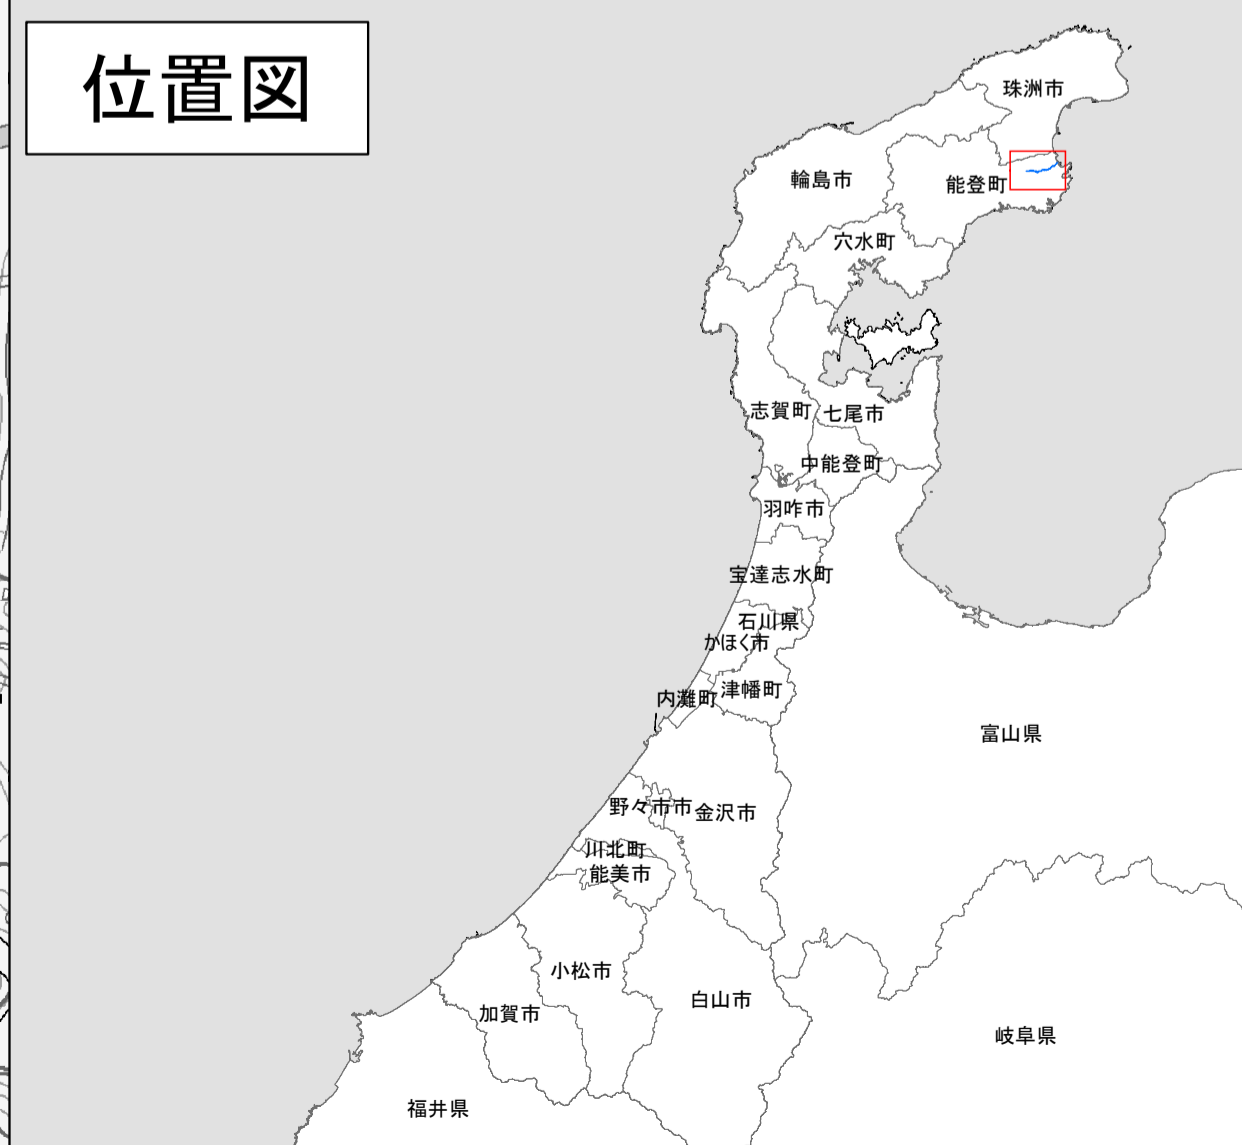 位置図
珠洲市
輪島市
能登町
穴水町
志賀町
七尾市
中能登町
羽咋市
宝達志水町
石川県
かほく市
津幡町
内灘町
富山県
野々市市
金沢市
川北町
能美市
小松市
白山市
加賀市
岐阜県
福井県